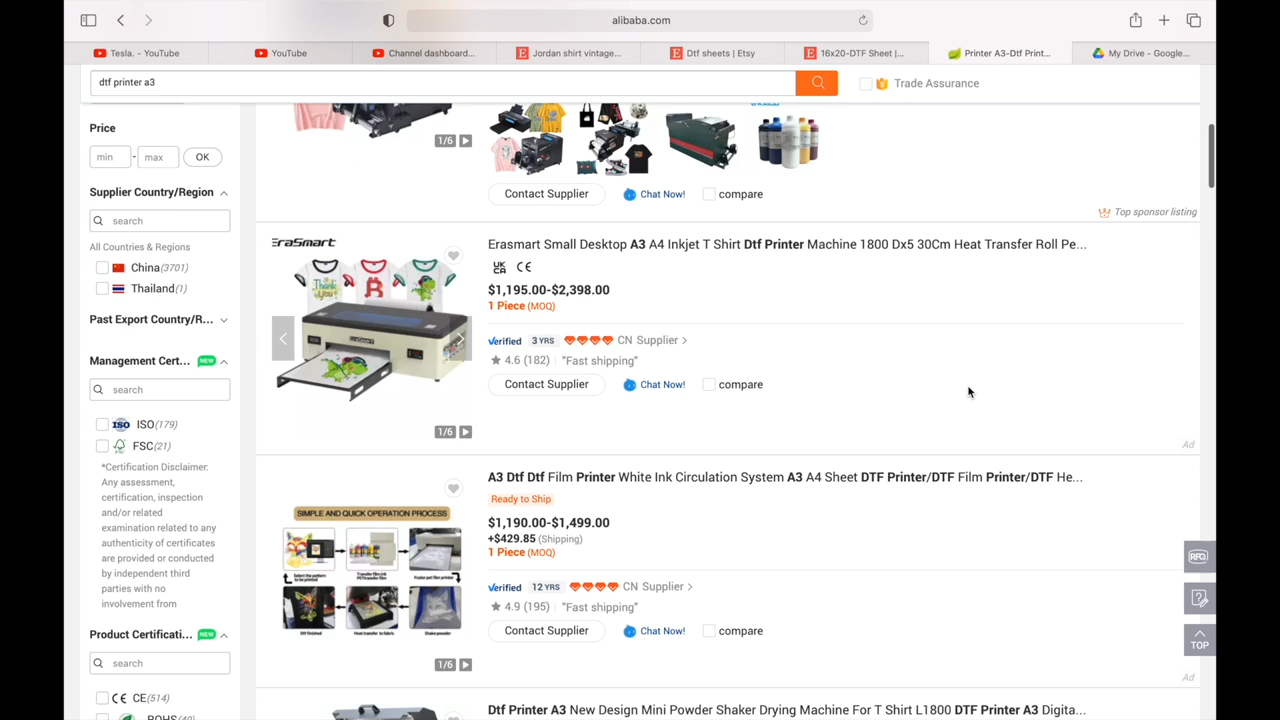 alibaba.com
Tesla. - YouTube
YouTube
Channel dashboard...
Jordan shirt vintage...
Dtf sheets | Etsy
16x20-DTF Sheet |...
Printer A3-Dtf Print...
My Drive - Google...
dtf printer a3
Trade Assurance
Price
min - max OK
Supplier Country/Region
search
All Countries & Regions
China(3701)
Thailand(1)
Past Export Country/R...
Management Cert... NEW
search
ISO ISO(179)
FSC FSC(21)
*Certification Disclaimer:
Any assessment,
certification, inspection
and/or related
examination related to any
authenticity of certificates
are provided or conducted
by independent third
parties with no
involvement from
Product Certificati... NEW
search
CE CE(514)
1/6
Contact Supplier Chat Now! compare
Top sponsor listing
EraSmart
Erasmart Small Desktop A3 A4 Inkjet T Shirt Dtf Printer Machine 1800 Dx5 30Cm Heat Transfer Roll Pe...
UK CA CE
$1,195.00-$2,398.00
1 Piece (MOQ)
Verified 3 YRS CN Supplier >
4.6 (182) "Fast shipping"
Contact Supplier Chat Now! compare
1/6
Ad
A3 Dtf Dtf Film Printer White Ink Circulation System A3 A4 Sheet DTF Printer/DTF Film Printer/DTF He...
Ready to Ship
SIMPLE AND QUICK OPERATION PROCESS
$1,190.00-$1,499.00
+$429.85 (Shipping)
1 Piece (MOQ)
Verified 12 YRS CN Supplier >
4.9 (195) "Fast shipping"
Contact Supplier Chat Now! compare
1/6
Ad
RFQ
TOP
Dtf Printer A3 New Design Mini Powder Shaker Drying Machine For T Shirt L1800 DTF Printer A3 Digita...